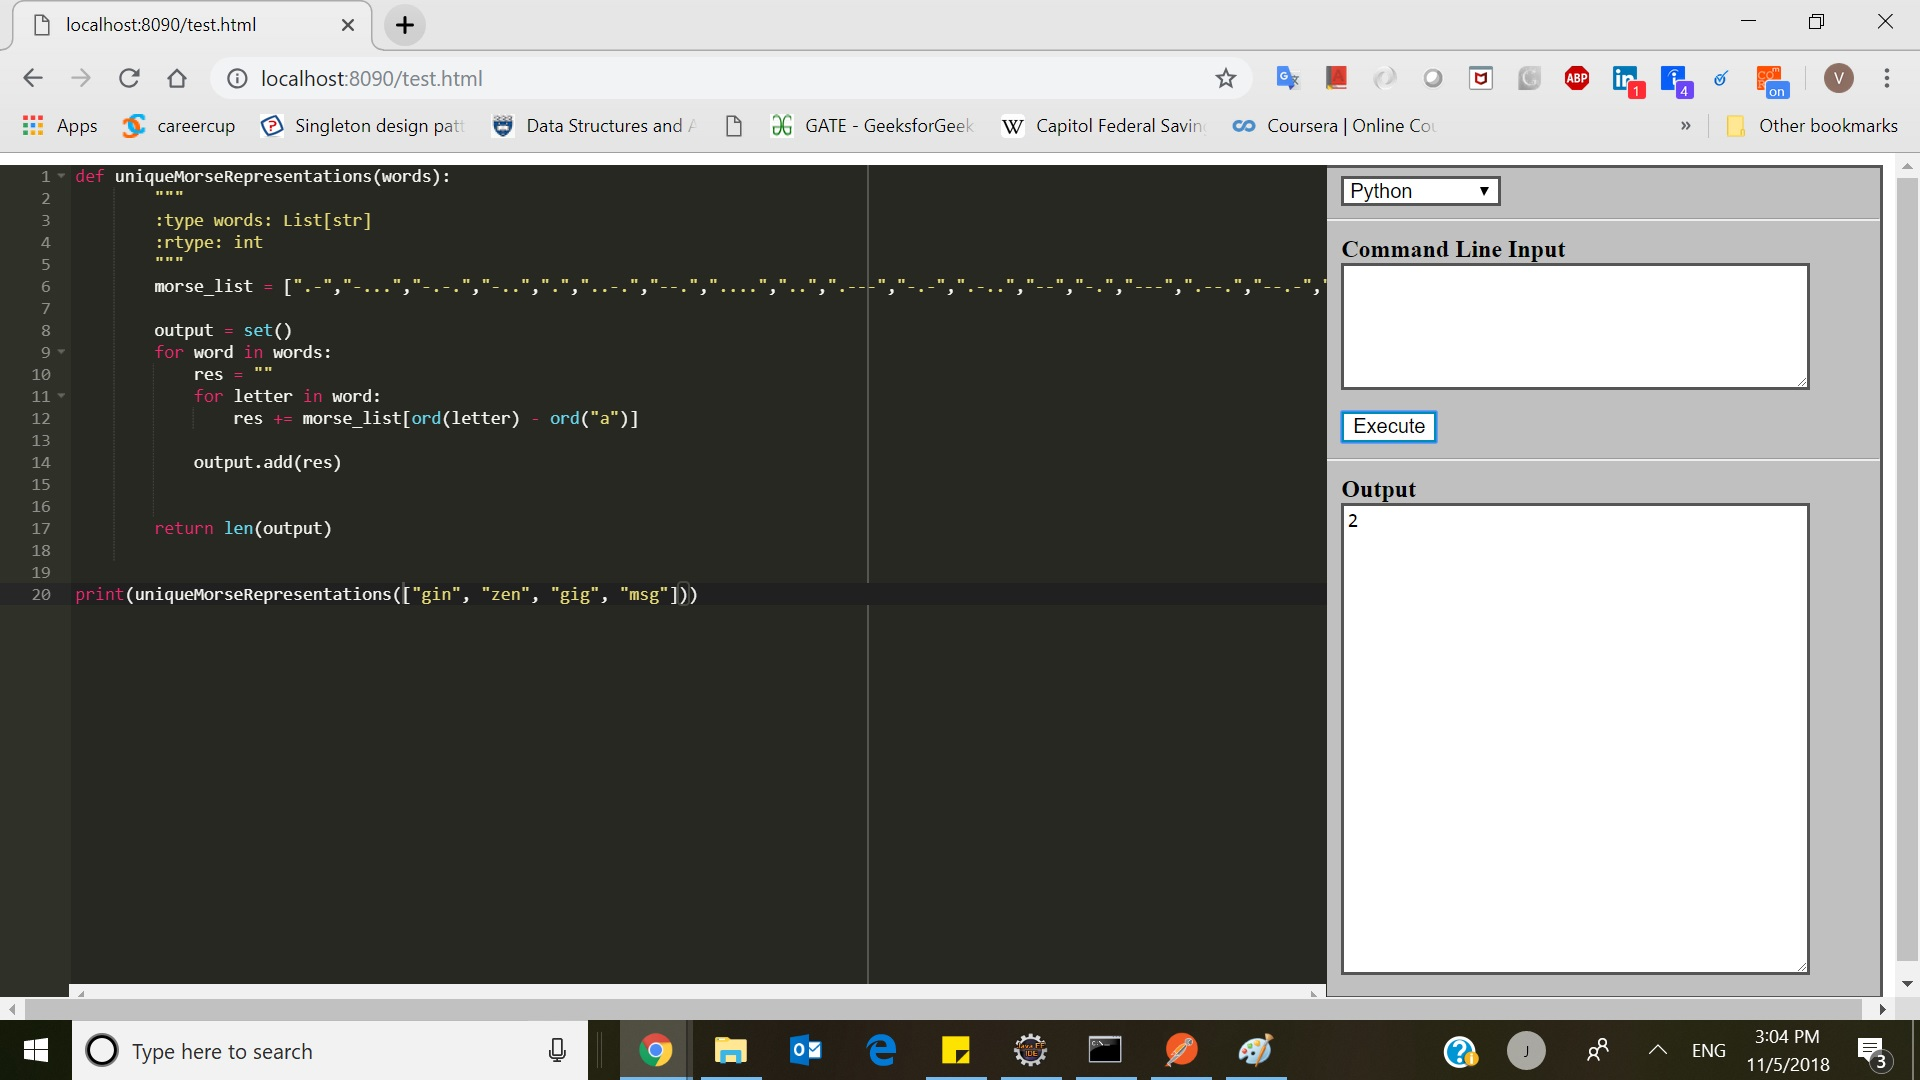 localhost:8090/test.html
localhost:8090/test.html
ABP
1
4
on
V
Apps
careercup
Singleton design patt
Data Structures and A
GATE - GeeksforGeek
W Capitol Federal Savin
Coursera | Online Cou
»
Other bookmarks
1 def uniqueMorseRepresentations(words):
2 """
3 :type words: List[str]
4 :rtype: int
5 """
6 morse_list = [".-","-...","-.-.","-..",".","..-.","--.","....","..",".---","-.-",".-..","--","-.","---",".--.","--.-","
7
8 output = set()
9 for word in words:
10 res = ""
11 for letter in word:
12 res += morse_list[ord(letter) - ord("a")]
13
14 output.add(res)
15
16
17 return len(output)
18
19
20 print(uniqueMorseRepresentations(["gin", "zen", "gig", "msg"]))
Python
Command Line Input
Execute
Output
2
Type here to search
J
ENG
3:04 PM
11/5/2018
3